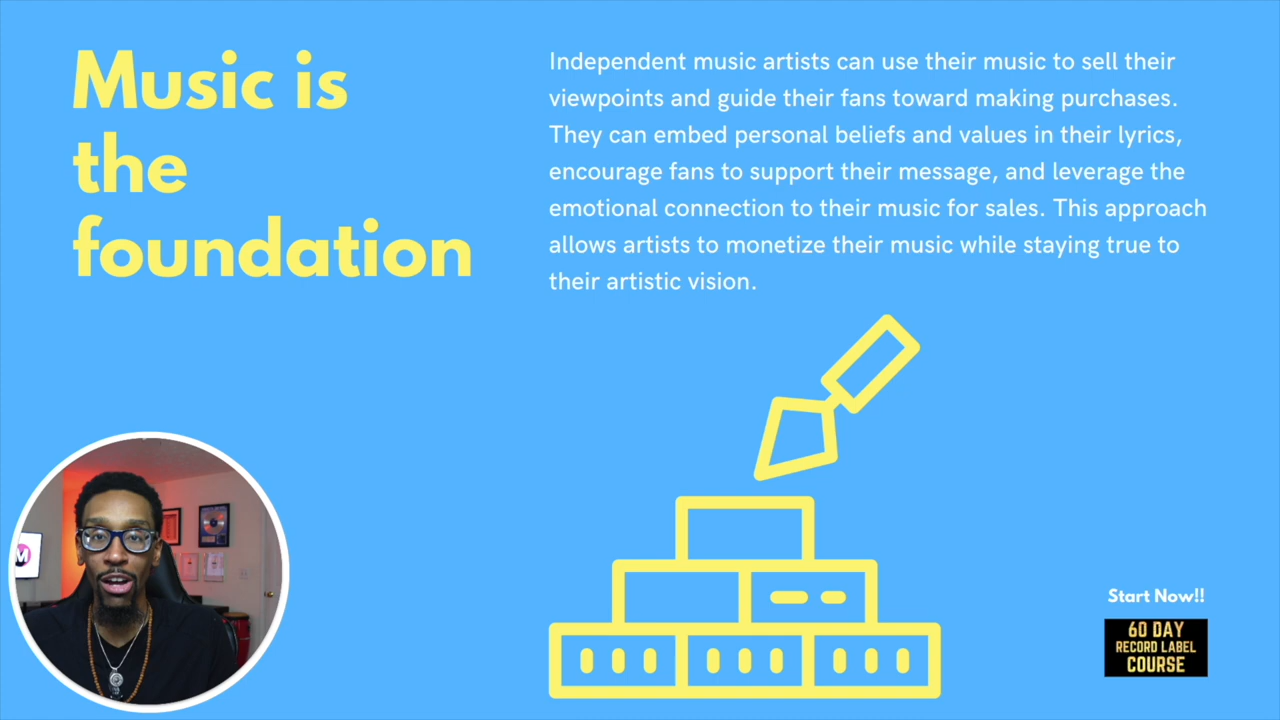 Music is
the
foundation
Independent music artists can use their music to sell their
viewpoints and guide their fans toward making purchases.
They can embed personal beliefs and values in their lyrics,
encourage fans to support their message, and leverage the
emotional connection to their music for sales. This approach
allows artists to monetize their music while staying true to
their artistic vision.
M
Start Now!!
60 DAY
RECORD LABEL
COURSE